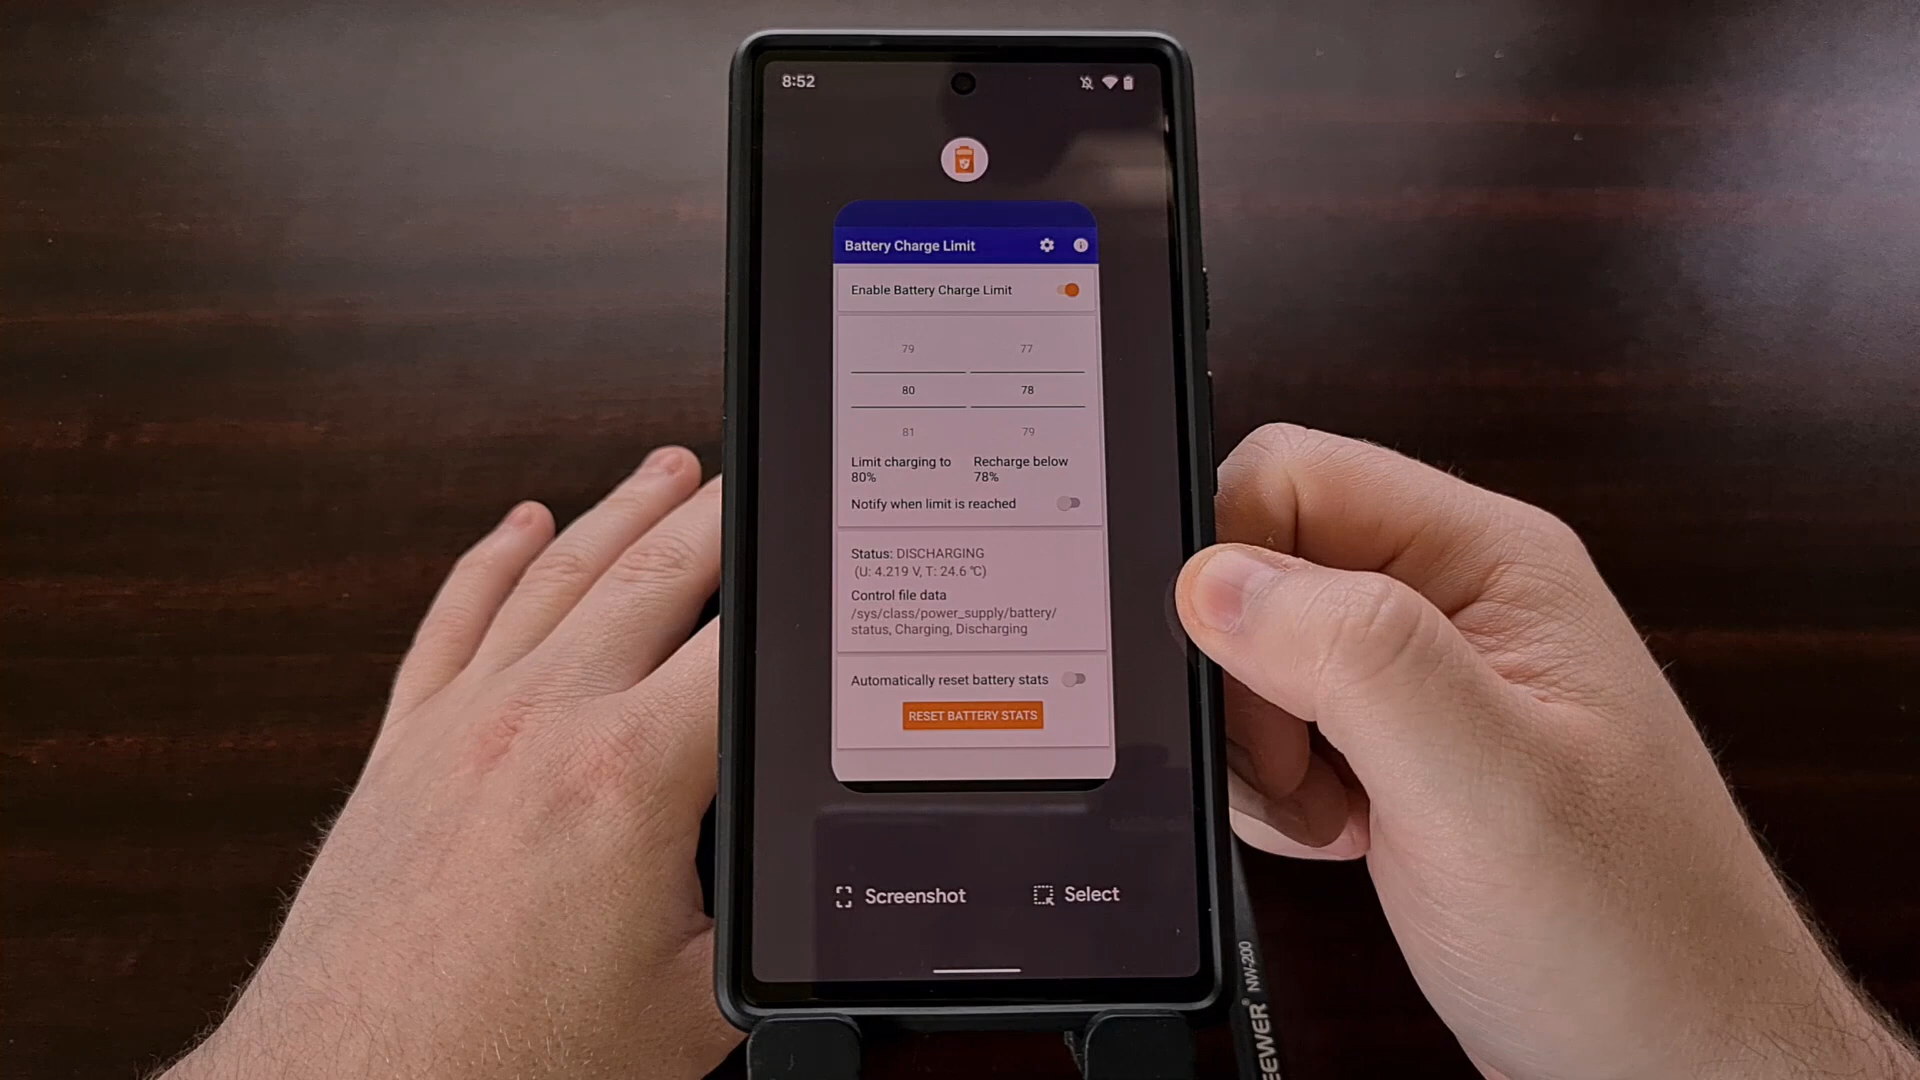 8:52
Battery Charge Limit
Enable Battery Charge Limit
79 77
80 78
81 79
Limit charging to Recharge below
80% 78%
Notify when limit is reached
Status: DISCHARGING
(U: 4.219 V, T: 24.6 °C)
Control file data
/sys/class/power_supply/battery/
status, Charging, Discharging
Automatically reset battery stats
RESET BATTERY STATS
Screenshot Select
EEWER® NW-200